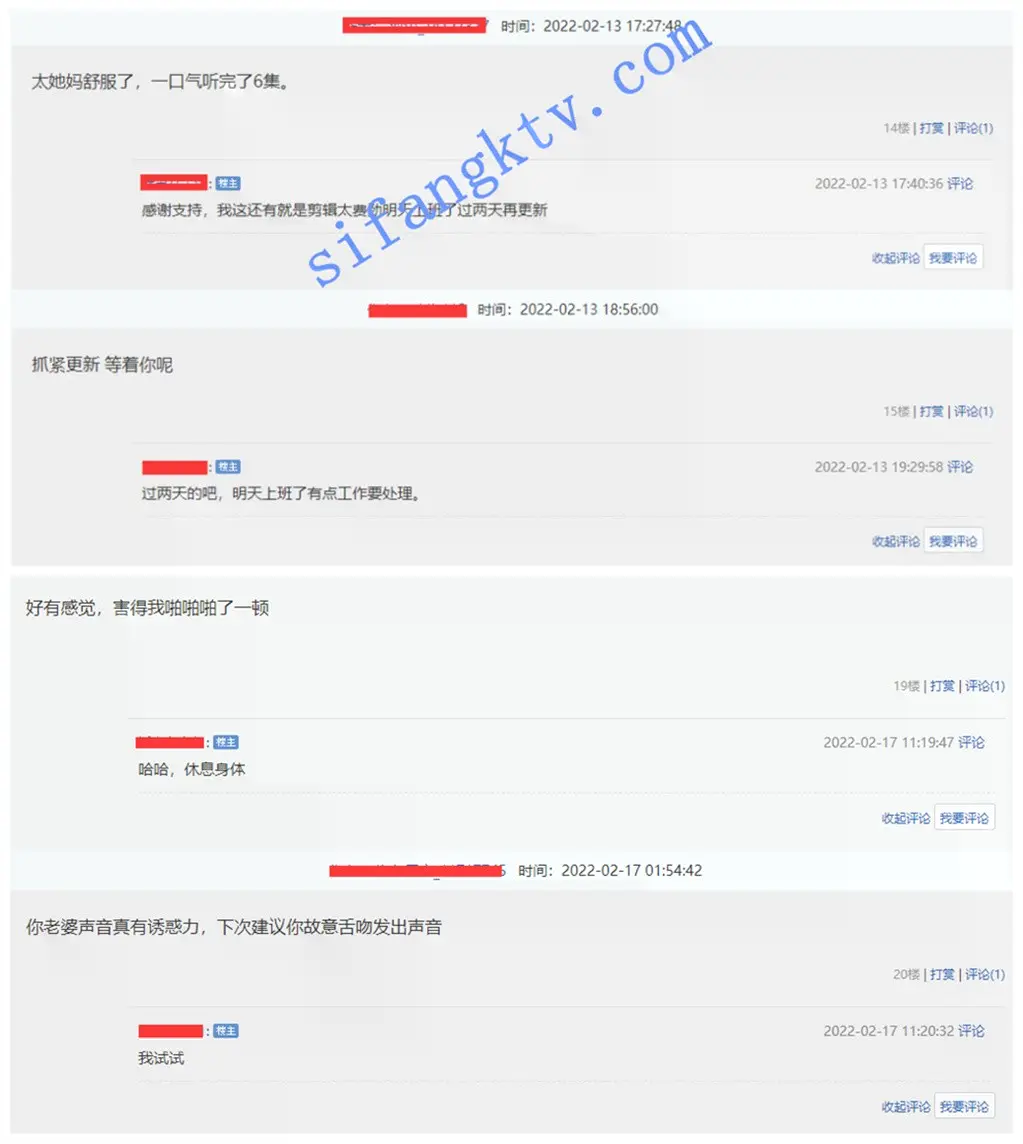 时间：2022-02-13 17:27:48
太她妈舒服了，一口气听完了6集。
14楼 | 打赏 | 评论(1)
: 楼主
2022-02-13 17:40:36 评论
感谢支持，我这还有就是剪辑太费劲明天上班了过两天再更新
收起评论 我要评论
sifangktv.com
时间：2022-02-13 18:56:00
抓紧更新 等着你呢
15楼 | 打赏 | 评论(1)
: 楼主
2022-02-13 19:29:58 评论
过两天的吧，明天上班了有点工作要处理。
收起评论 我要评论
好有感觉，害得我啪啪啪了一顿
19楼 | 打赏 | 评论(1)
: 楼主
2022-02-17 11:19:47 评论
哈哈，休息身体
收起评论 我要评论
时间：2022-02-17 01:54:42
你老婆声音真有诱惑力，下次建议你故意舌吻发出声音
20楼 | 打赏 | 评论(1)
: 楼主
2022-02-17 11:20:32 评论
我试试
收起评论 我要评论